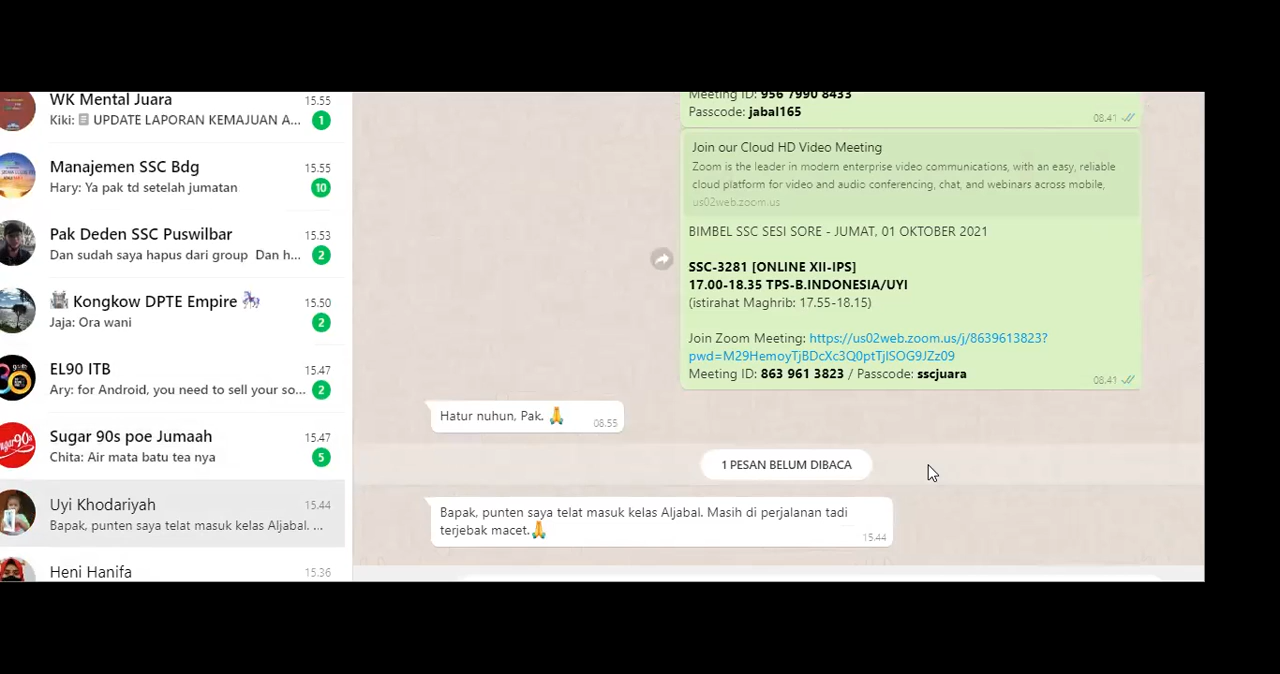 WK Mental Juara 15.55
Kiki: UPDATE LAPORAN KEMAJUAN A... 1
Manajemen SSC Bdg 15.55
Hary: Ya pak td setelah jumatan 10
Pak Deden SSC Puswilbar 15.53
Dan sudah saya hapus dari group Dan h... 2
Kongkow DPTE Empire 15.50
Jaja: Ora wani 2
EL90 ITB 15.47
Ary: for Android, you need to sell your so... 2
Sugar 90s poe Jumaah 15.47
Chita: Air mata batu tea nya 5
Uyi Khodariyah 15.44
Bapak, punten saya telat masuk kelas Aljabal. ...
Heni Hanifa 15.36
Meeting ID: 956 7990 8433
Passcode: jabal165
08.41
Join our Cloud HD Video Meeting
Zoom is the leader in modern enterprise video communications, with an easy, reliable
cloud platform for video and audio conferencing, chat, and webinars across mobile,
us02web.zoom.us
BIMBEL SSC SESI SORE - JUMAT, 01 OKTOBER 2021
SSC-3281 [ONLINE XII-IPS]
17.00-18.35 TPS-B.INDONESIA/UYI
(istirahat Maghrib: 17.55-18.15)
Join Zoom Meeting: https://us02web.zoom.us/j/8639613823?
pwd=M29HemoyTjBDcXc3Q0ptTjlSOG9JZz09
Meeting ID: 863 961 3823 / Passcode: sscjuara
08.41
Hatur nuhun, Pak. 🙏
08.55
1 PESAN BELUM DIBACA
Bapak, punten saya telat masuk kelas Aljabal. Masih di perjalanan tadi
terjebak macet.🙏
15.44